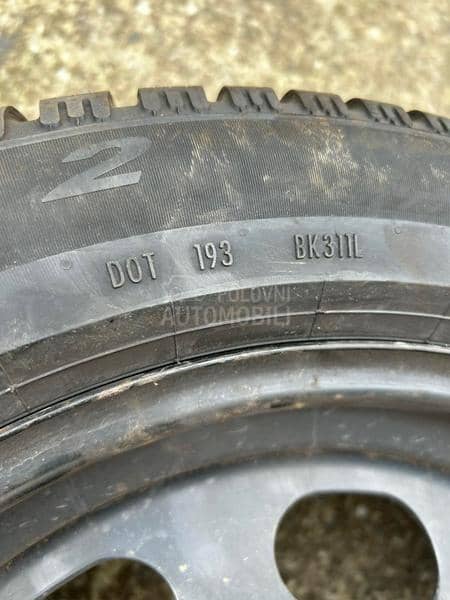 2
DOT 193 BK311L
POLOVNI
AUTOMOBILI